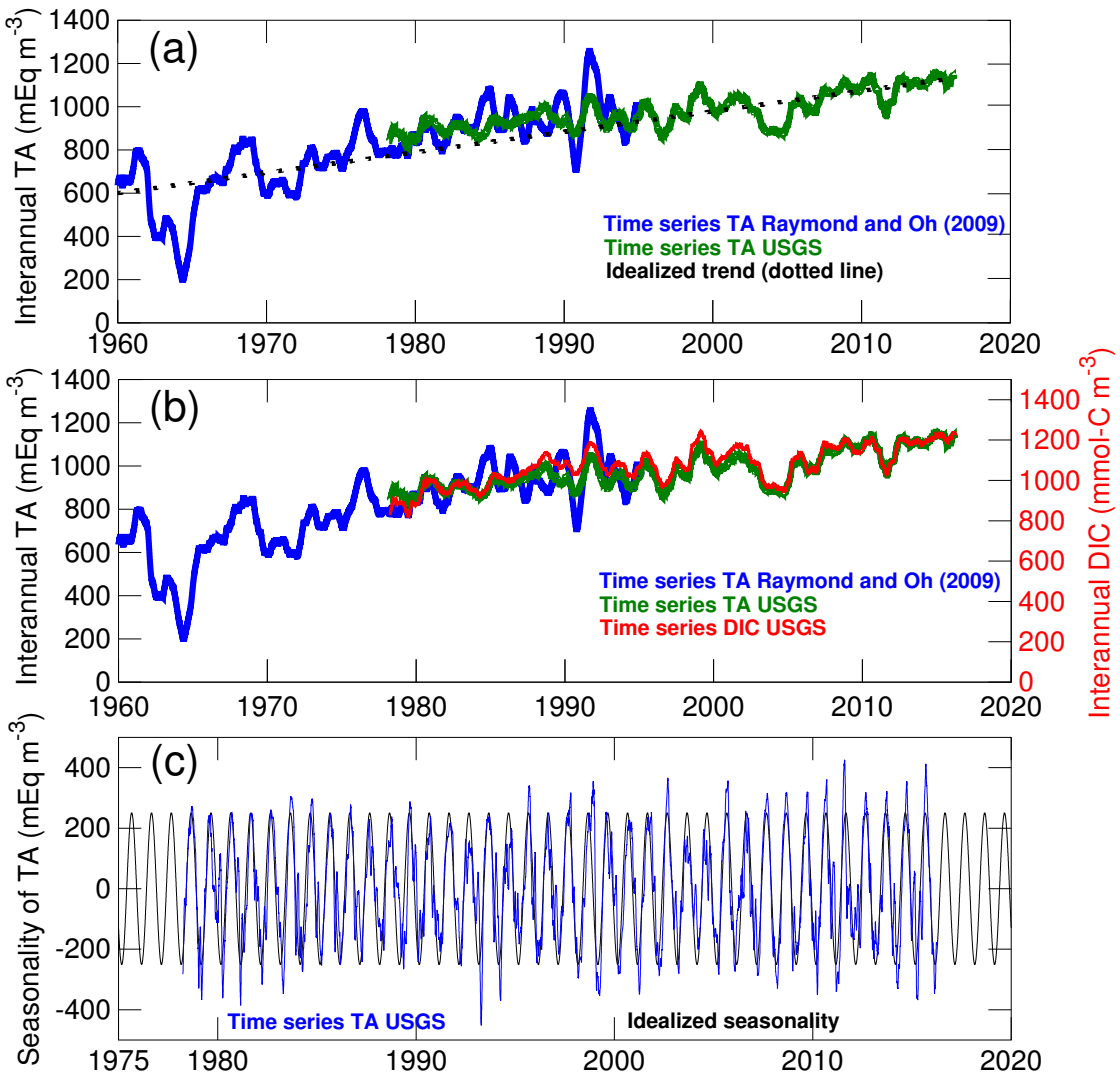 (a)
Interannual TA (mEq m-3)
1400
1200
1000
800
600
400
200
0
Time series TA Raymond and Oh (2009)
Time series TA USGS
Idealized trend (dotted line)
1960 1970 1980 1990 2000 2010 2020
(b)
Interannual TA (mEq m-3)
1400
1200
1000
800
600
400
200
0
Time series TA Raymond and Oh (2009)
Time series TA USGS
Time series DIC USGS
1400
1200
1000
800
600
400
200
0
Interannual DIC (mmol-C m-3)
1960 1970 1980 1990 2000 2010 2020
(c)
Seasonality of TA (mEq m-3)
400
200
0
-200
-400
Time series TA USGS Idealized seasonality
1975 1980 1990 2000 2010 2020